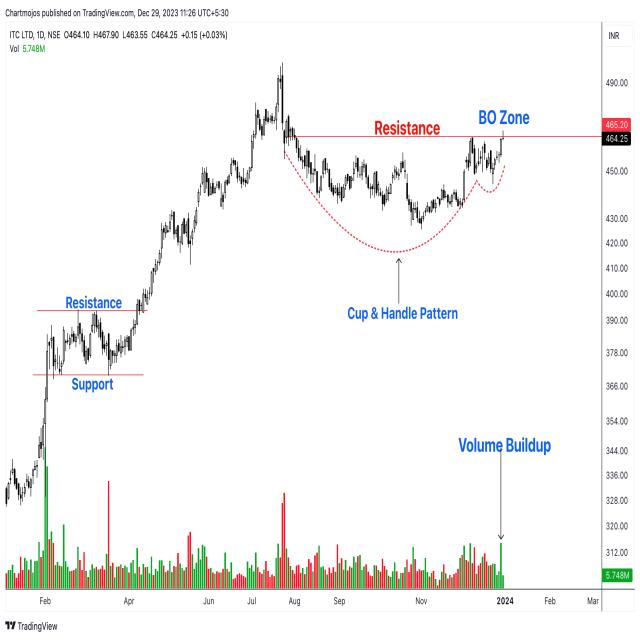 Chartmojos published on TradingView.com, Dec 29, 2023 11:26 UTC+5:30
ITC LTD, 1D, NSE O464.10 H467.90 L463.55 C464.25 +0.15 (+0.03%)
Vol 5.748M
INR
490.00
BO Zone
Resistance
465.20
464.25
450.00
430.00
420.00
410.00
400.00
Resistance
Cup & Handle Pattern
390.00
378.00
Support
366.00
354.00
Volume Buildup
344.00
336.00
328.00
320.00
312.00
5.748M
Feb
Apr
Jun
Jul
Aug
Sep
Nov
2024
Feb
Mar
TradingView